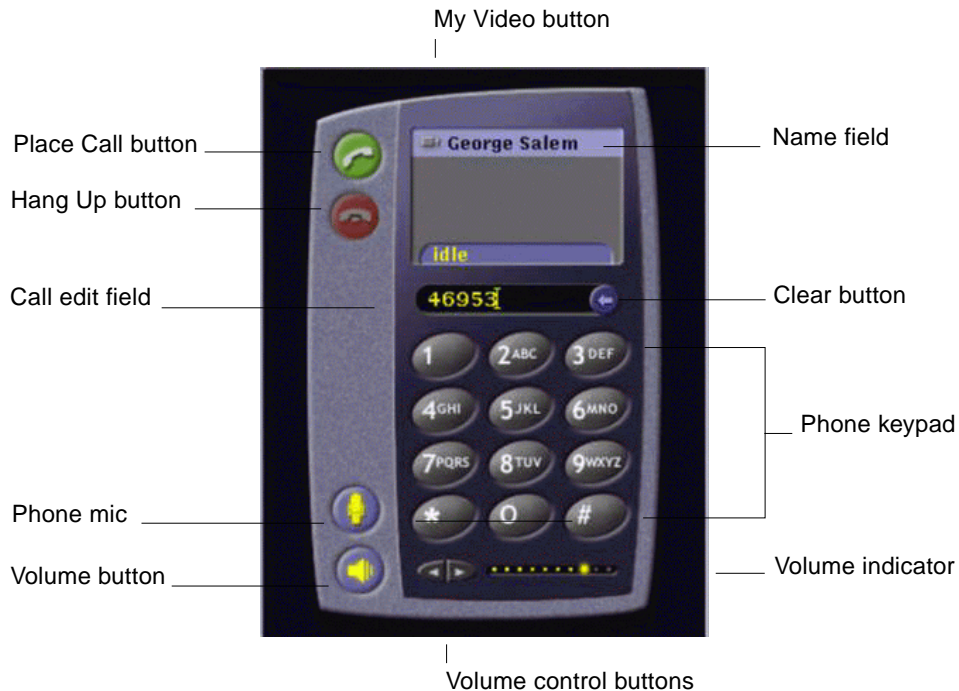 My Video button
Place Call button
George Salem
Name field
Hang Up button
idle
Call edit field
46953
Clear button
1
2ABC
3DEF
4GHI
5JKL
6MNO
Phone keypad
7PQRS
8TUV
9WXYZ
Phone mic
*
0
#
Volume button
Volume indicator
Volume control buttons